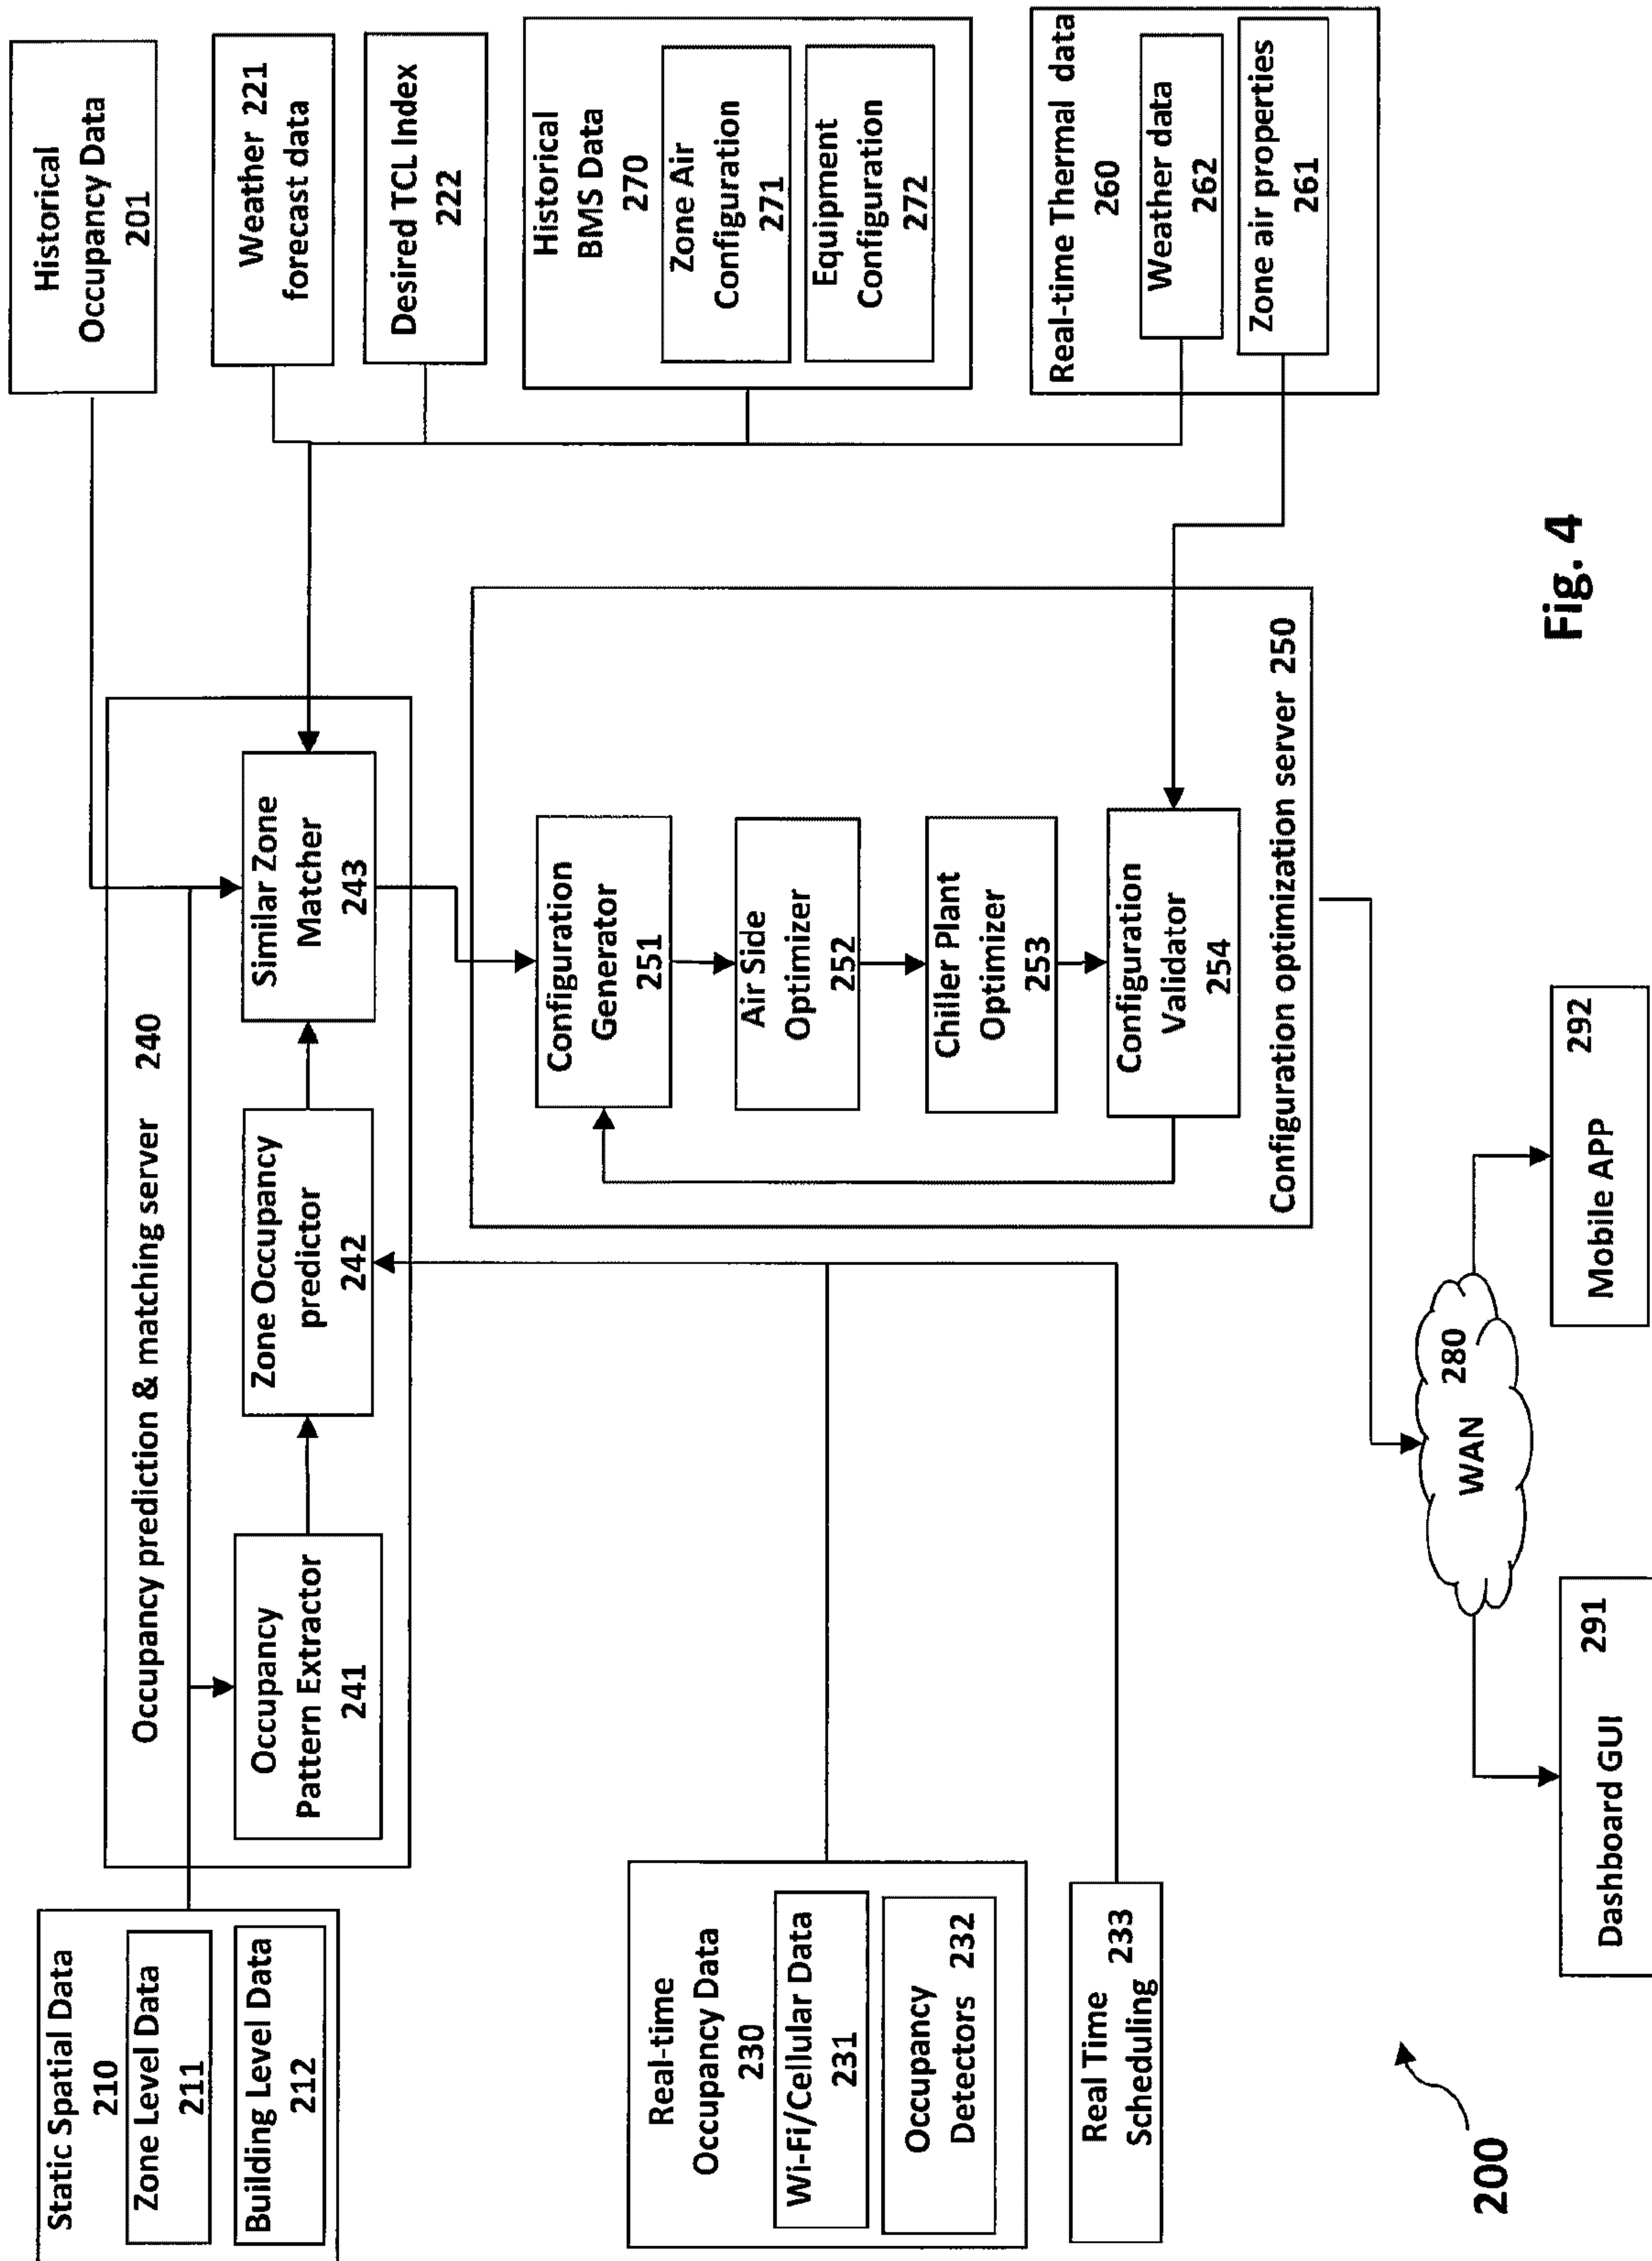 Static Spatial Data
210
Zone Level Data
211
Building Level Data
212
Occupancy prediction & matching server 240
Occupancy
Pattern Extractor
241
Zone Occupancy
predictor
242
Similar Zone
Matcher
243
Historical
Occupancy Data
201
Weather 221
forecast data
Desired TCL Index
222
Historical
BMS Data
270
Zone Air
Configuration
271
Equipment
Configuration
272
Real-time Thermal data
260
Weather data
262
Zone air properties
261
Real-time
Occupancy Data
230
Wi-Fi/Cellular Data
231
Occupancy
Detectors 232
Real Time
Scheduling 233
Configuration
Generator
251
Air Side
Optimizer
252
Chiller Plant
Optimizer
253
Configuration
Validator
254
Configuration optimization server 250
280
WAN
291
Dashboard GUI
292
Mobile APP
200
Fig. 4